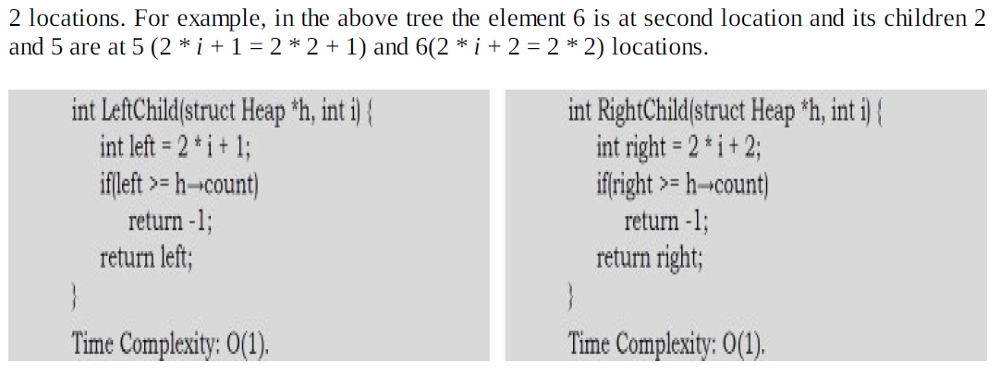 2 locations. For example, in the above tree the element 6 is at second location and its children 2
and 5 are at 5 (2 * i + 1 = 2 * 2 + 1) and 6(2 * i + 2 = 2 * 2) locations.
int LeftChild(struct Heap *h, int i) {
int left = 2 * i + 1;
if(left >= h→count)
return -1;
return left;
}
Time Complexity: O(1).
int RightChild(struct Heap *h, int i) {
int right = 2 * i + 2;
if(right >= h→count)
return -1;
return right;
}
Time Complexity: O(1).